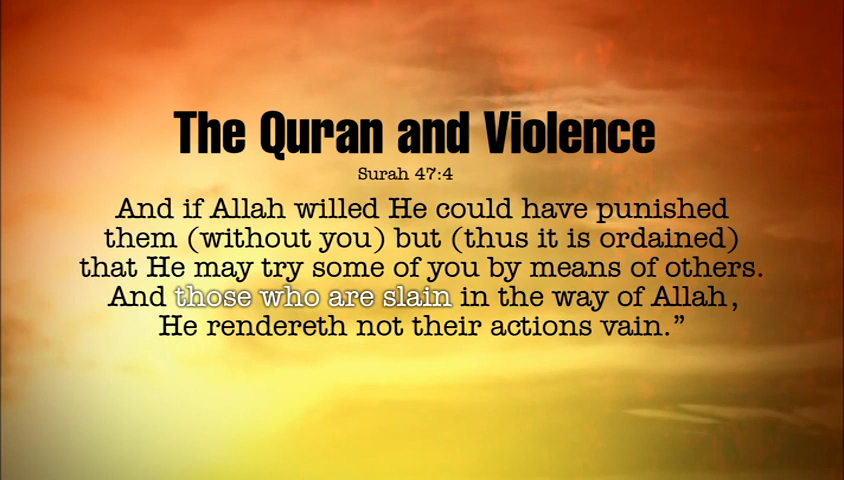 The Quran and Violence
Surah 47:4
And if Allah willed He could have punished
them (without you) but (thus it is ordained)
that He may try some of you by means of others.
And those who are slain in the way of Allah,
He rendereth not their actions vain.”